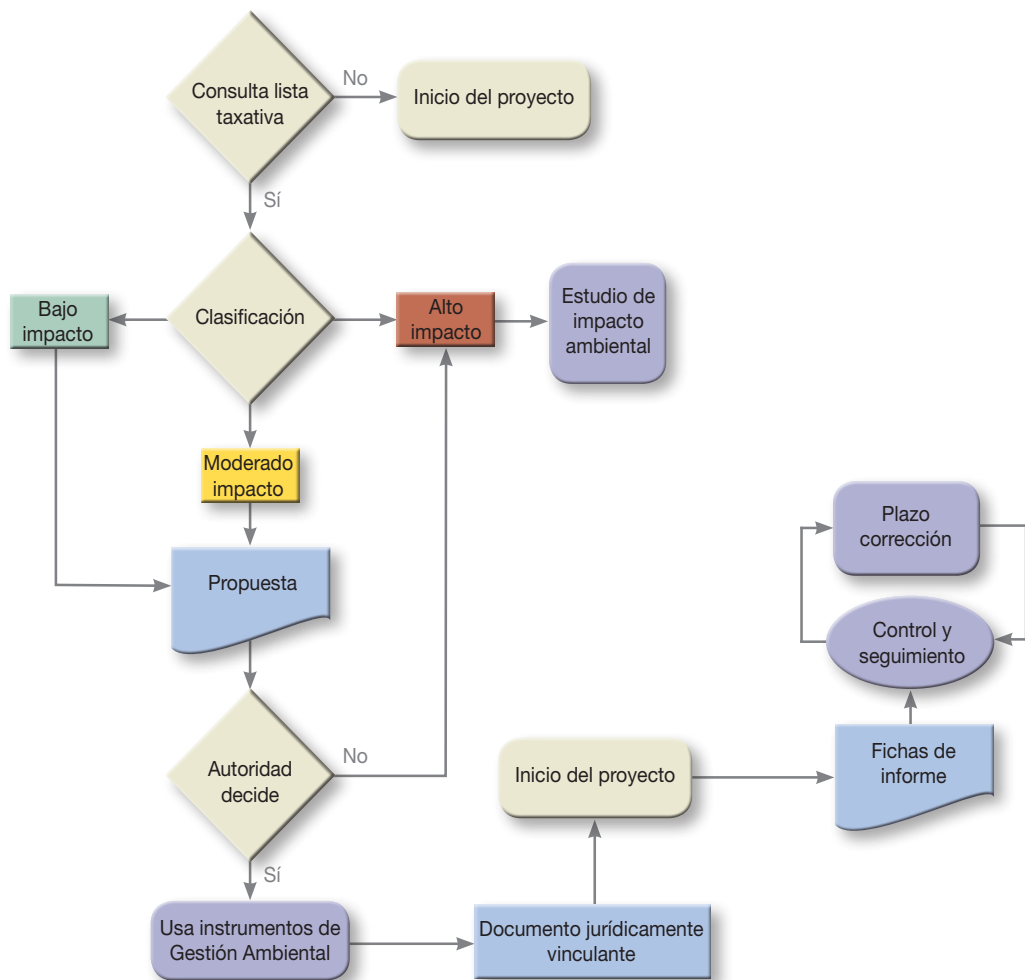 Consulta lista
taxativa
No
Inicio del proyecto
Sí
Clasificación
Bajo
impacto
Alto
impacto
Estudio de
impacto
ambiental
Moderado
impacto
Propuesta
Autoridad
decide
No
Sí
Usa instrumentos de
Gestión Ambiental
Documento jurídicamente
vinculante
Inicio del proyecto
Fichas de
informe
Control y
seguimiento
Plazo
corrección